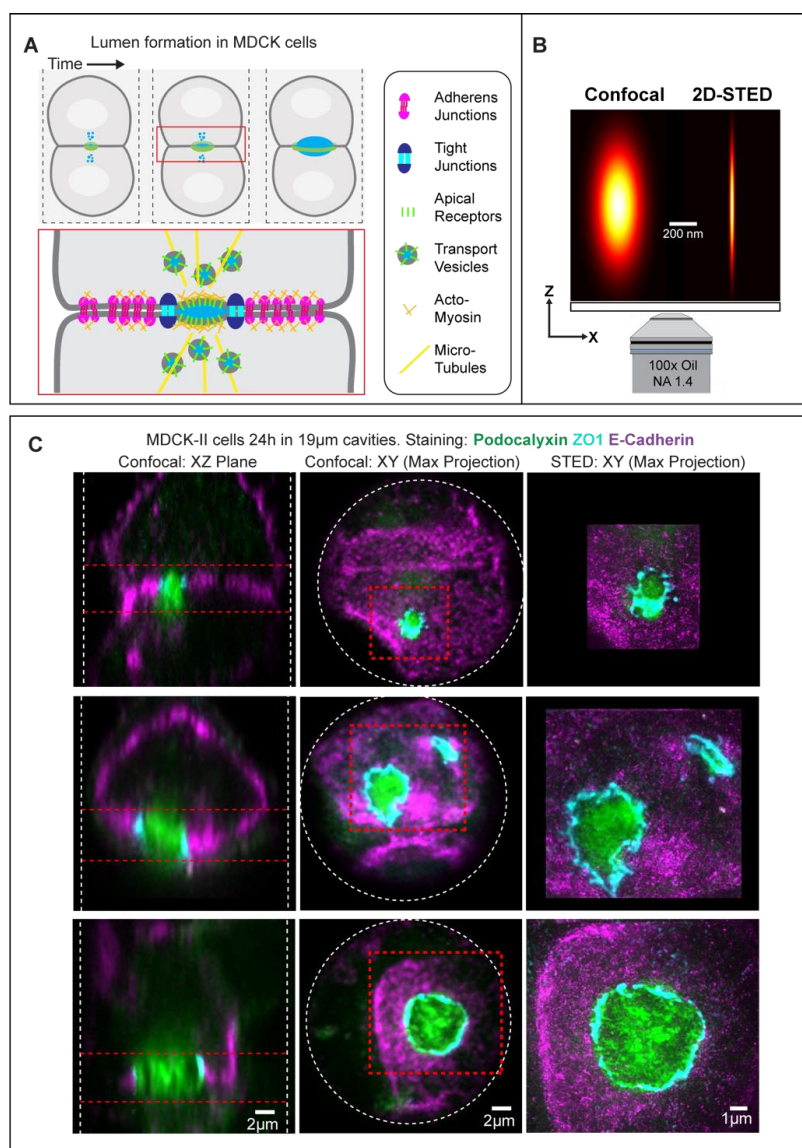 A
Lumen formation in MDCK cells
Time
Adherens
Junctions
Tight
Junctions
Apical
Receptors
Transport
Vesicles
Acto-
Myosin
Micro-
Tubules
B
Confocal 2D-STED
200 nm
Z
X
100x Oil
NA 1.4
C
MDCK-II cells 24h in 19µm cavities. Staining: Podocalyxin ZO1 E-Cadherin
Confocal: XZ Plane
Confocal: XY (Max Projection)
STED: XY (Max Projection)
2µm
2µm
1µm